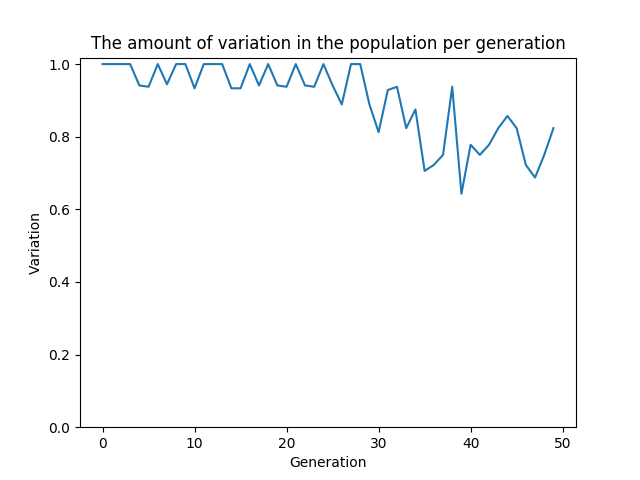 The amount of variation in the population per generation
1.0
0.8
0.6
0.4
0.2
0.0
Variation
0 10 20 30 40 50
Generation